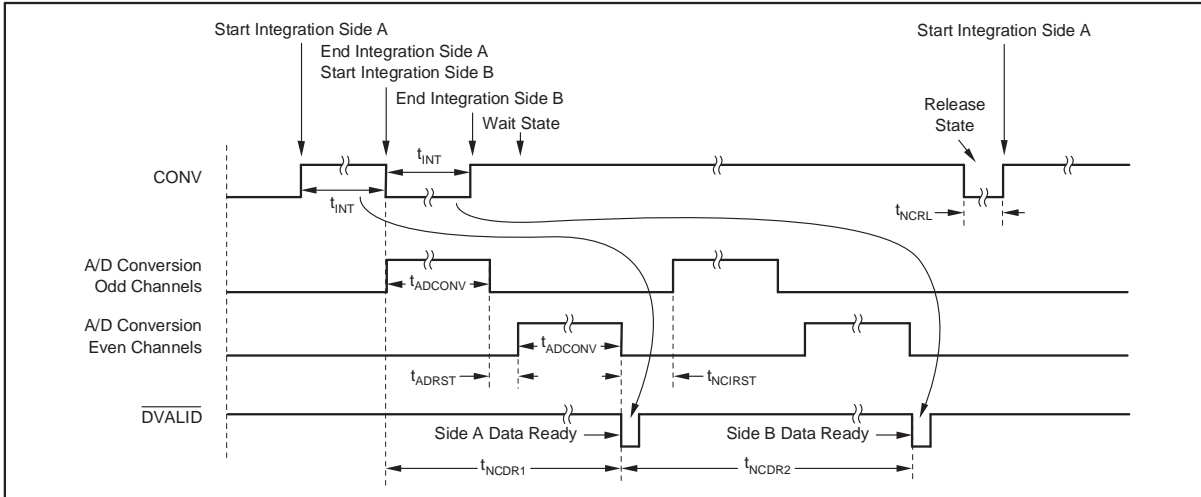 Start Integration Side A
End Integration Side A
Start Integration Side B
End Integration Side B
Wait State
Start Integration Side A
Release
State
CONV
tINT
tINT
tNCRL
A/D Conversion
Odd Channels
tADCONV
A/D Conversion
Even Channels
tADCONV
tADRST
tNCIRST
DVALID
Side A Data Ready
Side B Data Ready
tNCDR1
tNCDR2